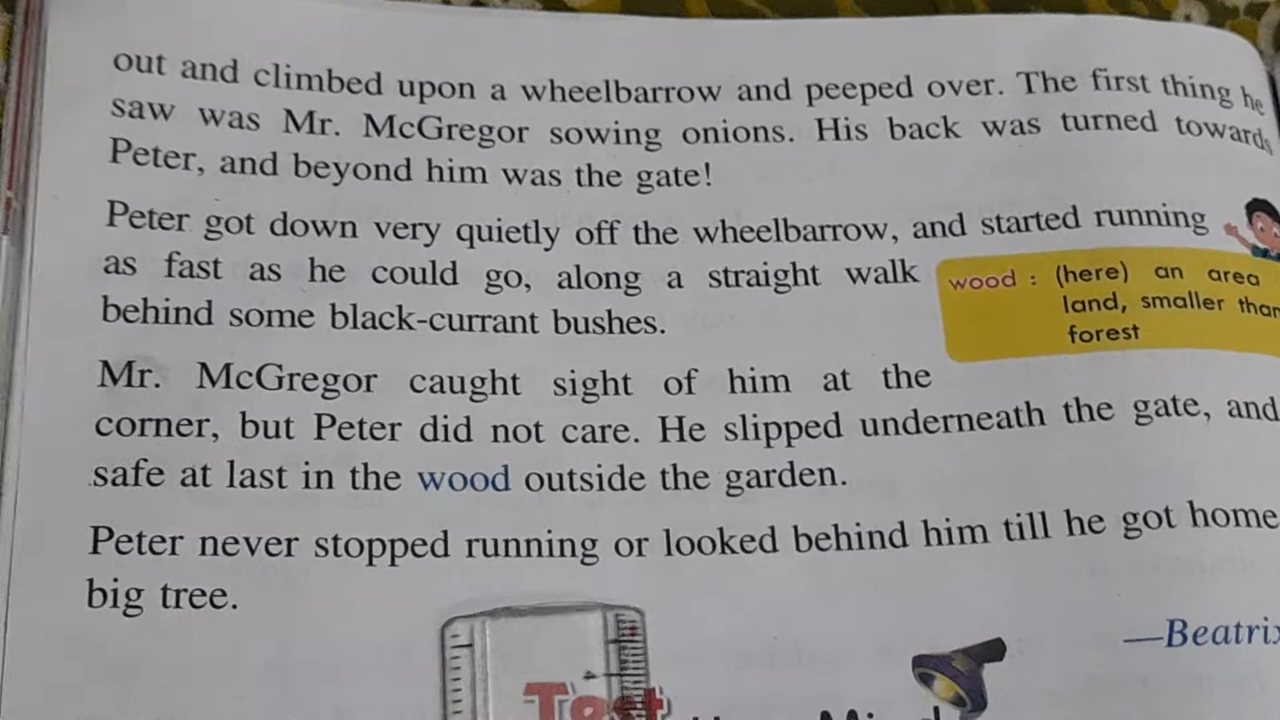 out and climbed upon a wheelbarrow and peeped over. The first thing he
saw was Mr. McGregor sowing onions. His back was turned towards
Peter, and beyond him was the gate!
Peter got down very quietly off the wheelbarrow, and started running
as fast as he could go, along a straight walk
behind some black-currant bushes.
wood : (here) an area
land, smaller than
forest
Mr. McGregor caught sight of him at the
corner, but Peter did not care. He slipped underneath the gate, and
safe at last in the wood outside the garden.
Peter never stopped running or looked behind him till he got home
big tree.
—Beatrix
Test